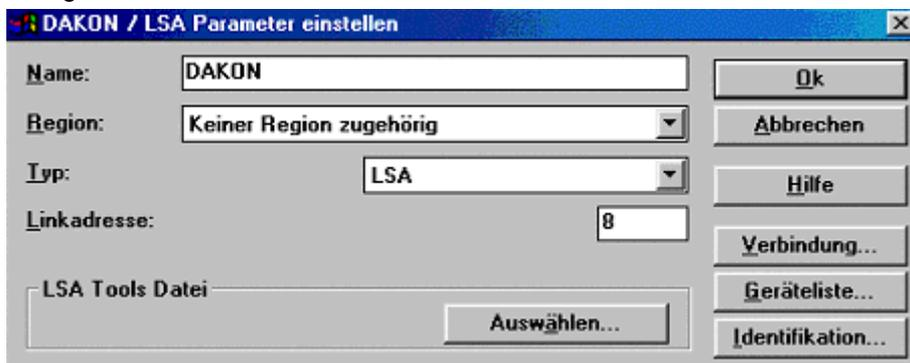 DAKON / LSA Parameter einstellen
Name:
DAKON
Ok
Region:
Keiner Region zugehörig
Abbrechen
Typ:
LSA
Hilfe
Linkadresse:
8
Verbindung...
LSA Tools Datei
Auswählen...
Geräteliste...
Identifikation...